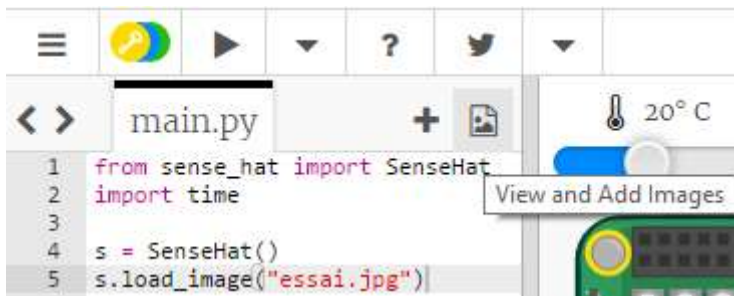 ?
main.py
20° C
1 from sense_hat import SenseHat
2 import time
View and Add Images
3
4 s = SenseHat()
5 s.load_image("essai.jpg")